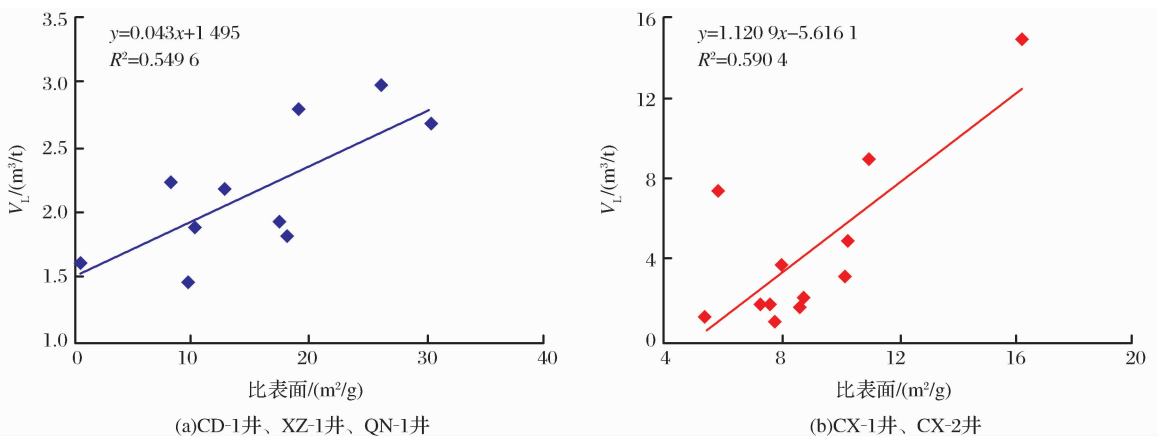 y=0.043x+1 495
R²=0.549 6
3.5
3.0
2.5
2.0
1.5
1.0
V_L/(m³/t)
0 10 20 30 40
比表面/(m²/g)
(a)CD-1井、XZ-1井、QN-1井
y=1.120 9x−5.616 1
R²=0.590 4
16
12
8
4
0
V_L/(m³/t)
4 8 12 16 20
比表面/(m²/g)
(b)CX-1井、CX-2井